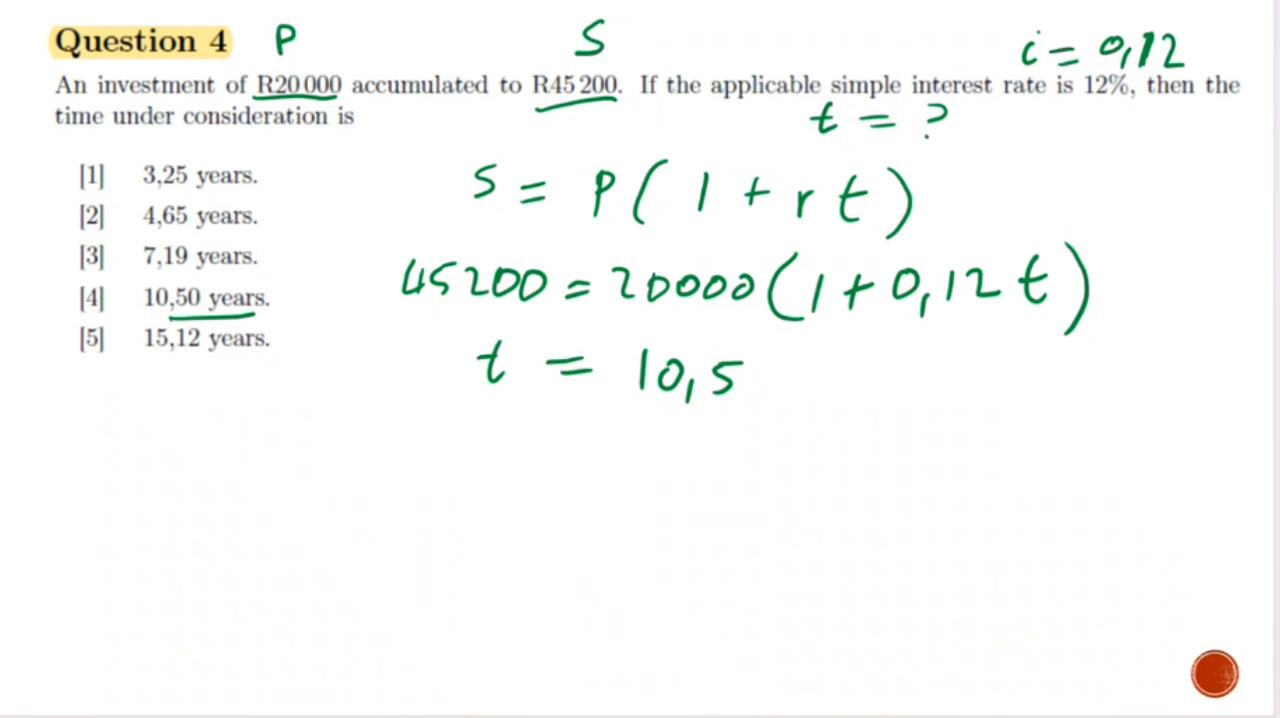 Question 4 P S i = 0,12
An investment of R20 000 accumulated to R45 200. If the applicable simple interest rate is 12%, then the
time under consideration is
t = ?
[1] 3,25 years.
S = P ( 1 + r t )
[2] 4,65 years.
[3] 7,19 years.
45200 = 20000 ( 1 + 0,12 t )
[4] 10,50 years.
[5] 15,12 years.
t = 10,5